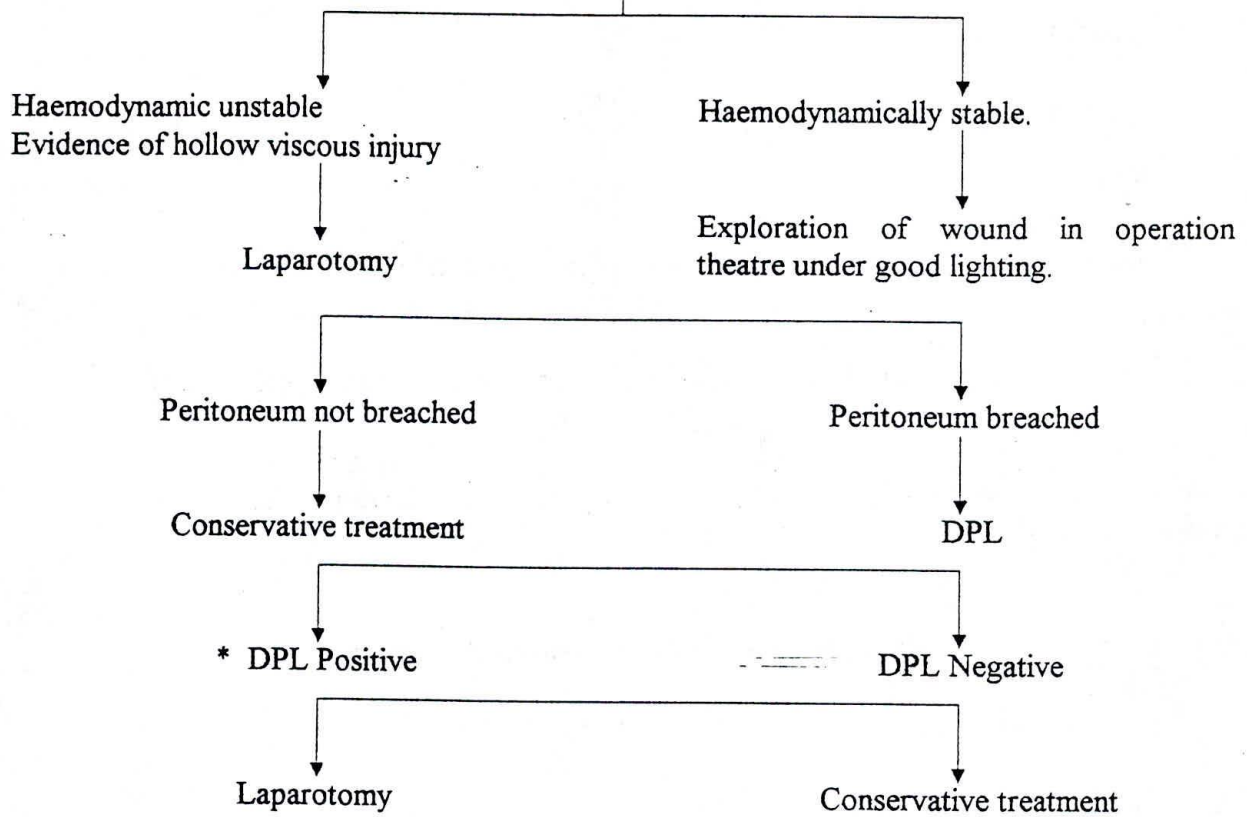 Haemodynamic unstable
Evidence of hollow viscous injury
Haemodynamically stable.
Laparotomy
Exploration of wound in operation
theatre under good lighting.
Peritoneum not breached
Peritoneum breached
Conservative treatment
DPL
* DPL Positive
DPL Negative
Laparotomy
Conservative treatment